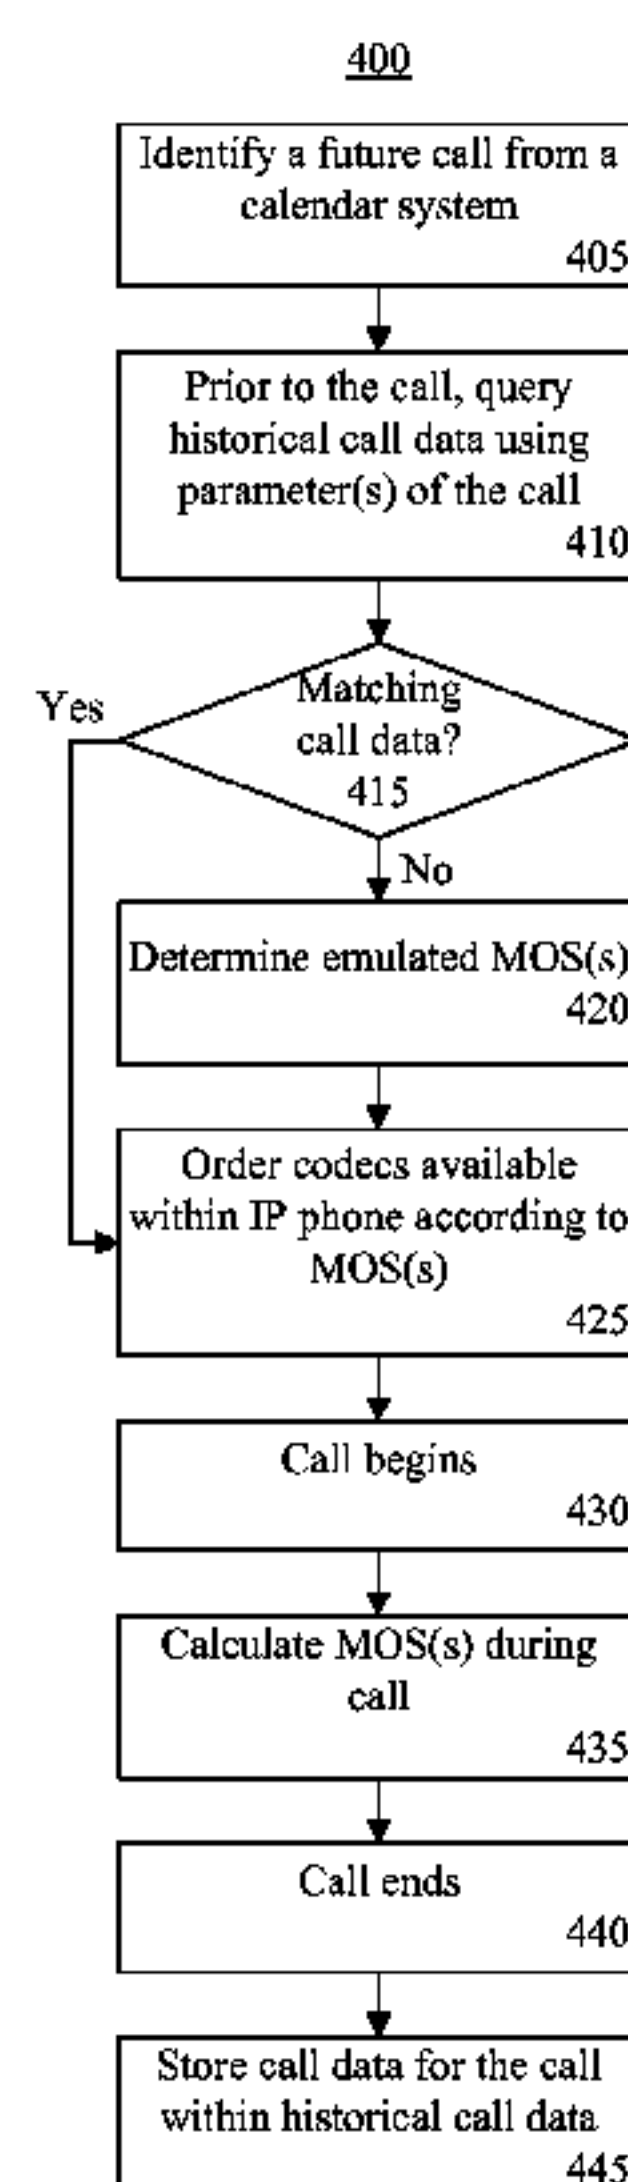 400
Identify a future call from a
calendar system
405
Prior to the call, query
historical call data using
parameter(s) of the call
410
Yes
Matching
call data?
415
No
Determine emulated MOS(s)
420
Order codecs available
within IP phone according to
MOS(s)
425
Call begins
430
Calculate MOS(s) during
call
435
Call ends
440
Store call data for the call
within historical call data
445